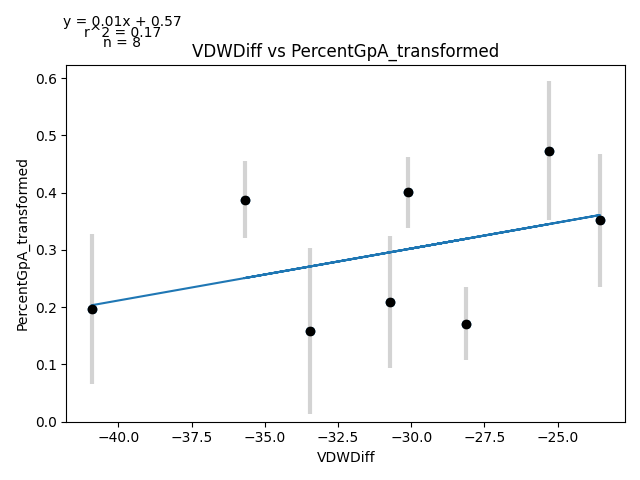 y = 0.01x + 0.57
r^2 = 0.17
n = 8
VDWDiff vs PercentGpA_transformed
PercentGpA_transformed
0.6
0.5
0.4
0.3
0.2
0.1
0.0
−40.0 −37.5 −35.0 −32.5 −30.0 −27.5 −25.0
VDWDiff